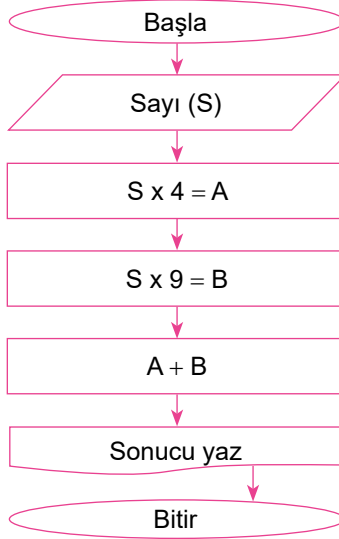 Başla
Sayı (S)
S x 4 = A
S x 9 = B
A + B
Sonucu yaz
Bitir